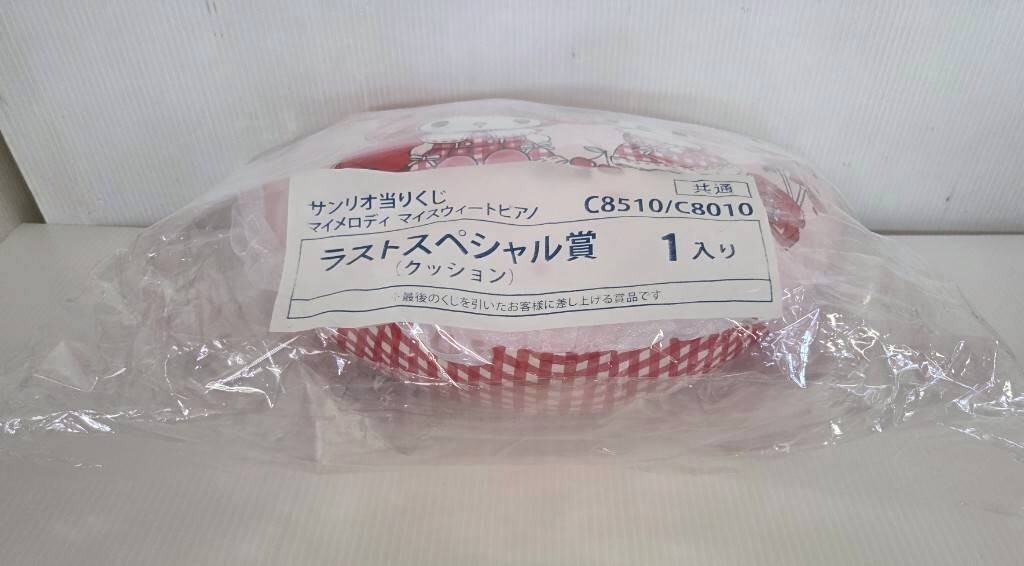 サンリオ当りくじ
マイメロディ マイスウィートピアノ
共通
C8510/C8010
ラストスペシャル賞 1入り
(クッション)
※最後のくじを引いたお客様に差し上げる賞品です